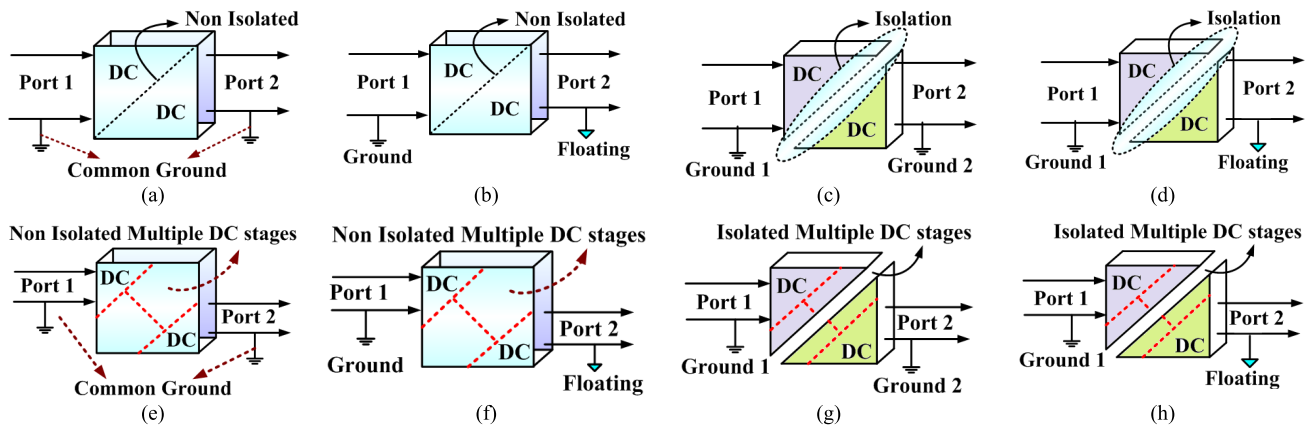 Non Isolated
DC
DC
Port 1
Port 2
Common Ground
(a)
Non Isolated
DC
DC
Port 1
Port 2
Ground
Floating
(b)
Isolation
DC
DC
Port 1
Port 2
Ground 1
Ground 2
(c)
Isolation
DC
DC
Port 1
Port 2
Ground 1
Floating
(d)
Non Isolated Multiple DC stages
DC
DC
Port 1
Port 2
Common Ground
(e)
Non Isolated Multiple DC stages
DC
DC
Port 1
Port 2
Ground
Floating
(f)
Isolated Multiple DC stages
DC
DC
Port 1
Port 2
Ground 1
Ground 2
(g)
Isolated Multiple DC stages
DC
DC
Port 1
Port 2
Ground 1
Floating
(h)